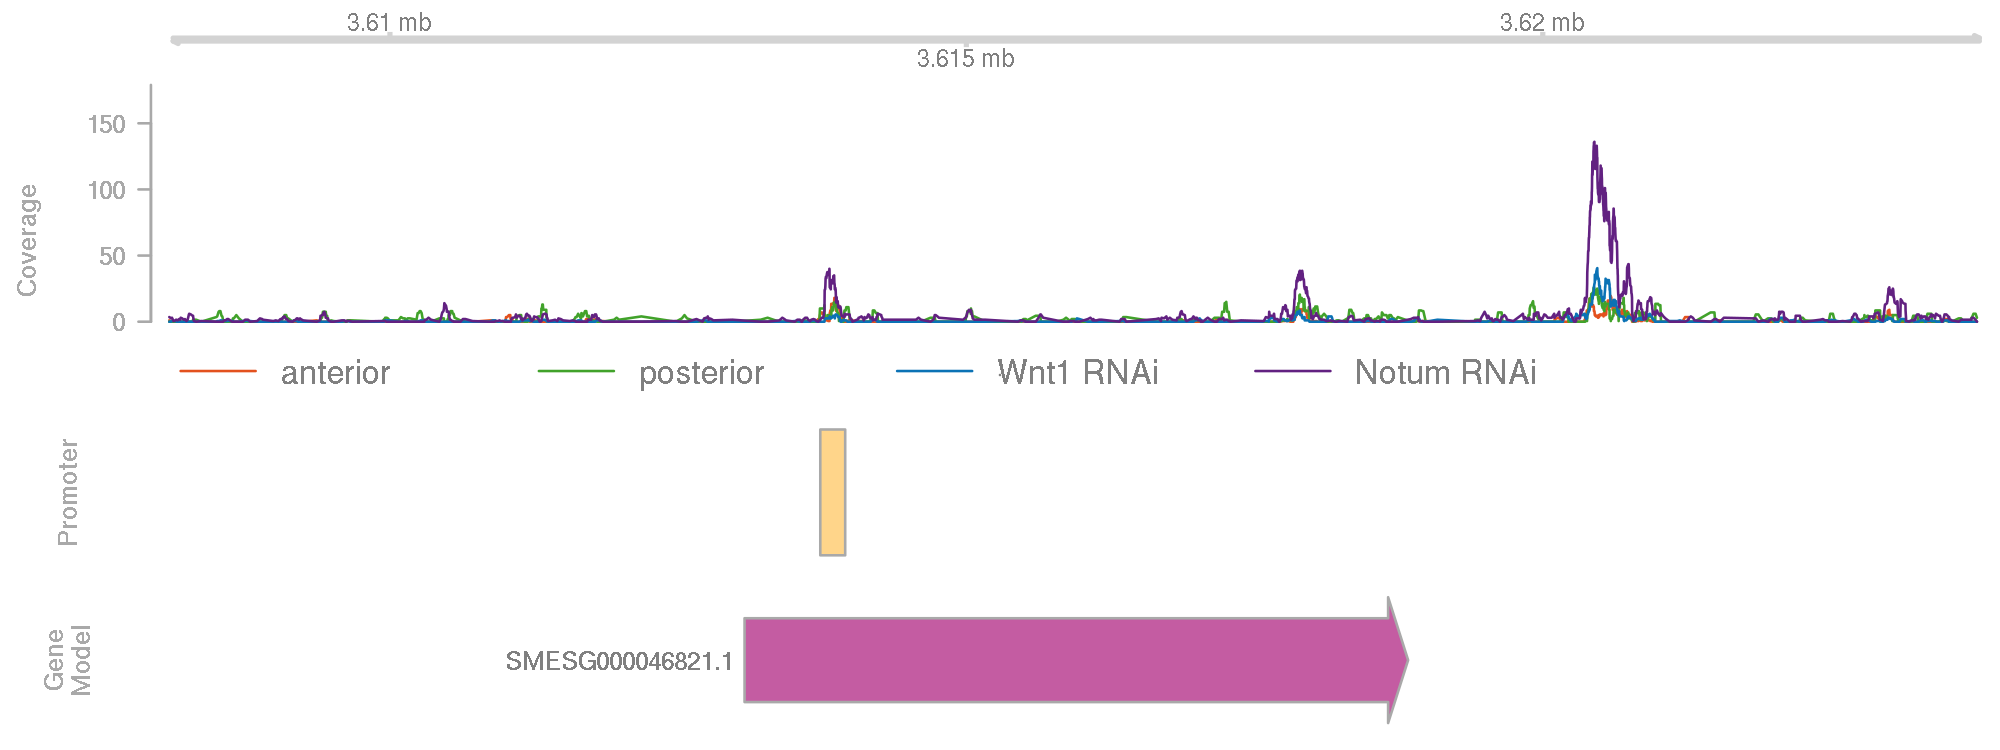 3.61 mb
3.62 mb
3.615 mb
150
100
50
0
Coverage
anterior
posterior
Wnt1 RNAi
Notum RNAi
Promoter
Gene
Model
SMESG000046821.1